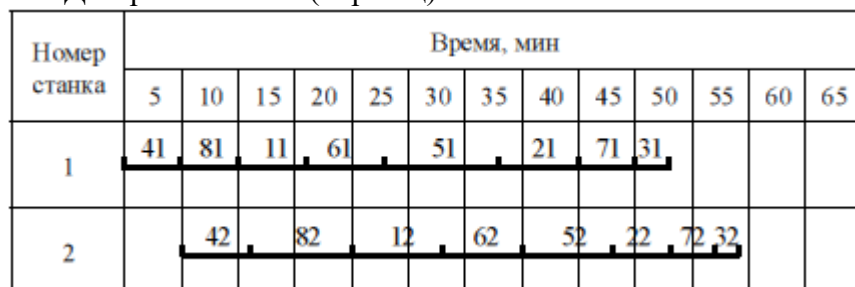 Д (
Номер станка
Время, мин
5 10 15 20 25 30 35 40 45 50 55 60 65
1 41 81 11 61 51 21 71 31
2 42 82 12 62 52 22 72 32